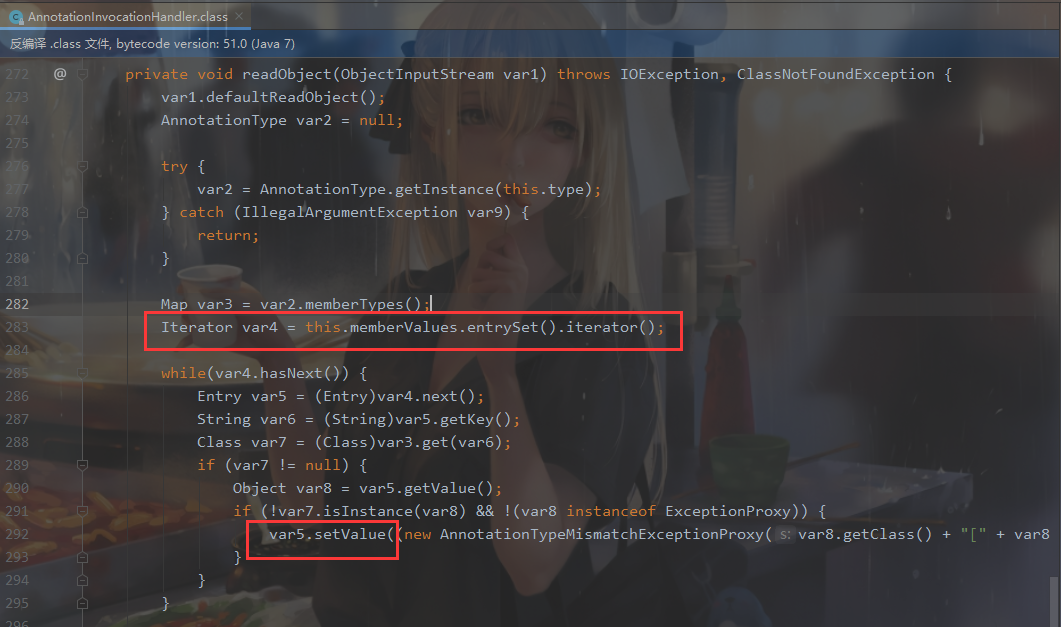 AnnotationInvocationHandler.class
反编译 .class 文件, bytecode version: 51.0 (Java 7)
272 @ private void readObject(ObjectInputStream var1) throws IOException, ClassNotFoundException {
273 var1.defaultReadObject();
274 AnnotationType var2 = null;
275
276 try {
277 var2 = AnnotationType.getInstance(this.type);
278 } catch (IllegalArgumentException var9) {
279 return;
280 }
281
282 Map var3 = var2.memberTypes();
283 Iterator var4 = this.memberValues.entrySet().iterator();
284
285 while(var4.hasNext()) {
286 Entry var5 = (Entry)var4.next();
287 String var6 = (String)var5.getKey();
288 Class var7 = (Class)var3.get(var6);
289 if (var7 != null) {
290 Object var8 = var5.getValue();
291 if (!var7.isInstance(var8) && !(var8 instanceof ExceptionProxy)) {
292 var5.setValue((new AnnotationTypeMismatchExceptionProxy( s: var8.getClass() + "[" + var8
293 }
294 }
295 }
296